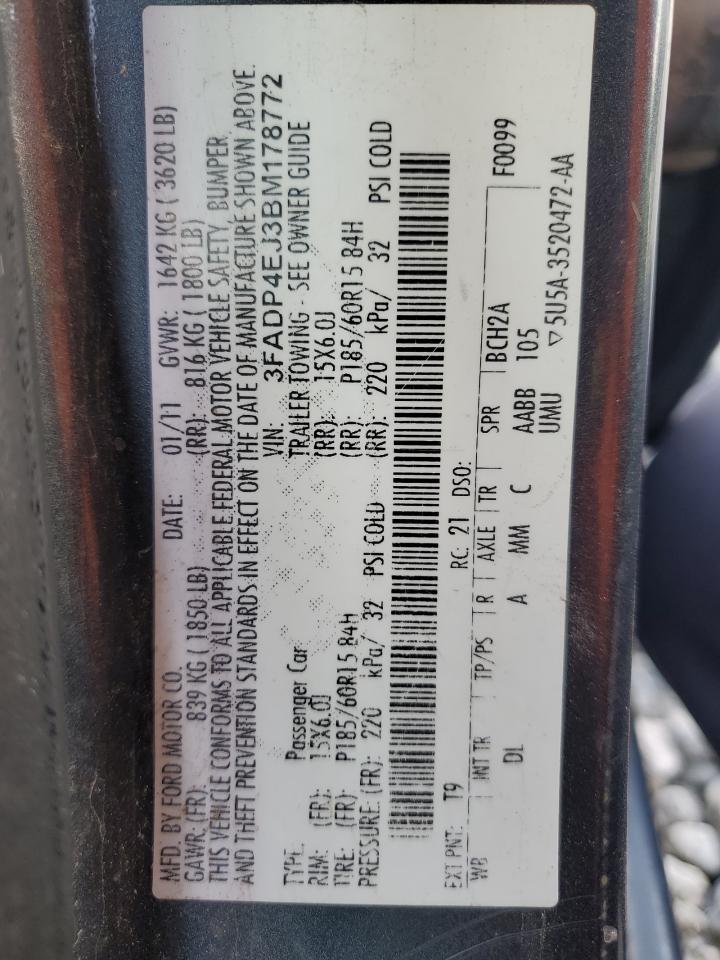 MFD. BY FORD MOTOR CO. DATE: 01/11 GVWR: 1642 KG ( 3620 LB)
GAWR: (FR): 839 KG ( 1850 LB) (RR): 816 KG ( 1800 LB)
THIS VEHICLE CONFORMS TO ALL APPLICABLE FEDERAL MOTOR VEHICLE SAFETY, BUMPER,
AND THEFT PREVENTION STANDARDS IN EFFECT ON THE DATE OF MANUFACTURE SHOWN ABOVE.
VIN: 3FADP4EJ3BM178772
TYPE: Passenger Car TRAILER TOWING - SEE OWNER GUIDE
RIM: (FR): 15X6.0J (RR): 15X6.0J
TIRE: (FR) P185/60R15 84H (RR): P185/60R15 84H
PRESSURE: (FR): 220 kPa/ 32 PSI COLD (RR): 220 kPa/ 32 PSI COLD
EXT PNT: T9 RC: 21 DSO:
WB INT TR TP/PS R AXLE TR SPR BCH2A F0099
DL A MM C AABB 105
UMU
▽5U5A-3520472-AA